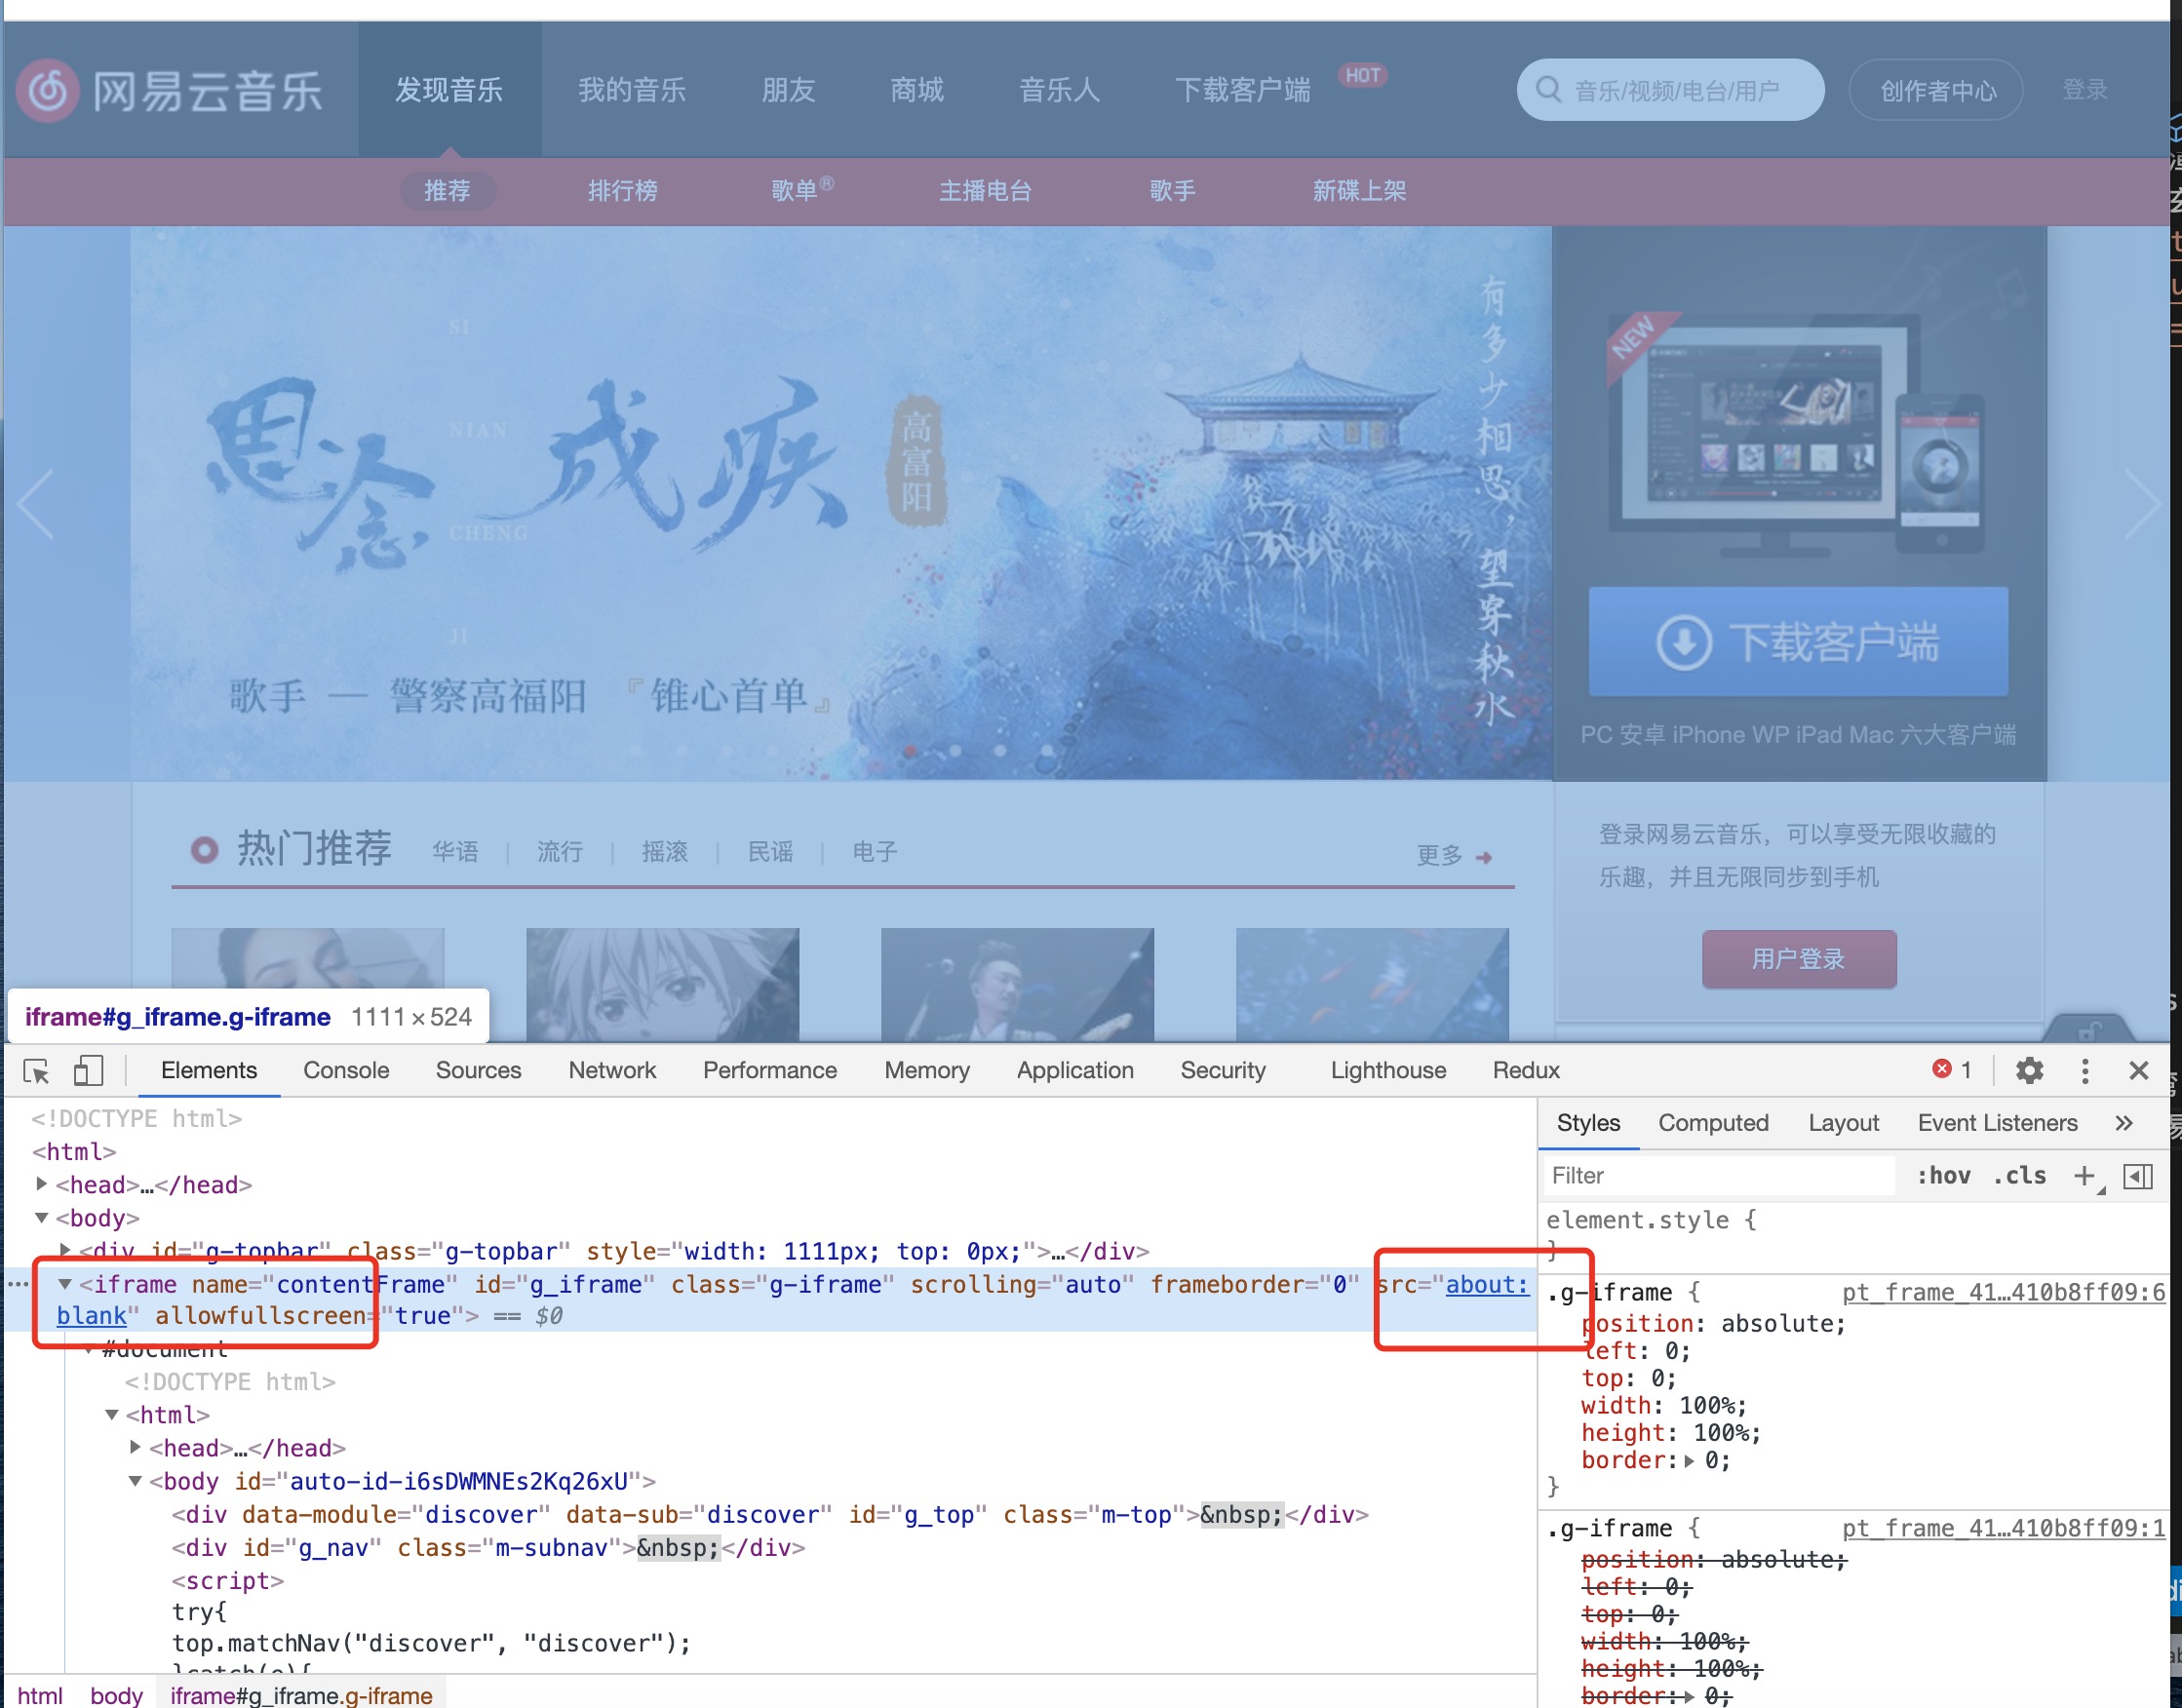 网易云音乐
发现音乐
我的音乐
朋友
商城
音乐人
下载客户端
HOT
音乐/视频/电台/用户
创作者中心
登录
推荐
排行榜
歌单®
主播电台
歌手
新碟上架
SI
NIAN
CHENG
JI
思念成疾
高富阳
有多少相思，望穿秋水
歌手 — 警察高福阳 『锥心首单』
NEW
下载客户端
PC 安卓 iPhone WP iPad Mac 六大客户端
热门推荐
华语 | 流行 | 摇滚 | 民谣 | 电子
更多
登录网易云音乐，可以享受无限收藏的
乐趣，并且无限同步到手机
用户登录
iframe#g_iframe.g-iframe 1111 × 524
Elements Console Sources Network Performance Memory Application Security Lighthouse Redux 1
<!DOCTYPE html>
<html>
<head>…</head>
<body>
<div id="g-topbar" class="g-topbar" style="width: 1111px; top: 0px;">…</div>
<iframe name="contentFrame" id="g_iframe" class="g-iframe" scrolling="auto" frameborder="0" src="about:
blank" allowfullscreen="true"> == $0
#document
<!DOCTYPE html>
<html>
<head>…</head>
<body id="auto-id-i6sDWMNEs2Kq26xU">
<div data-module="discover" data-sub="discover" id="g_top" class="m-top">&nbsp;</div>
<div id="g_nav" class="m-subnav">&nbsp;</div>
<script>
try{
top.matchNav("discover", "discover");
}catch(e){
html body iframe#g_iframe.g-iframe
Styles Computed Layout Event Listeners »
Filter :hov .cls +
element.style {
}
.g-iframe { pt_frame_41…410b8ff09:6
position: absolute;
left: 0;
top: 0;
width: 100%;
height: 100%;
border: 0;
}
.g-iframe { pt_frame_41…410b8ff09:1
position: absolute;
left: 0;
top: 0;
width: 100%;
height: 100%;
border: 0;